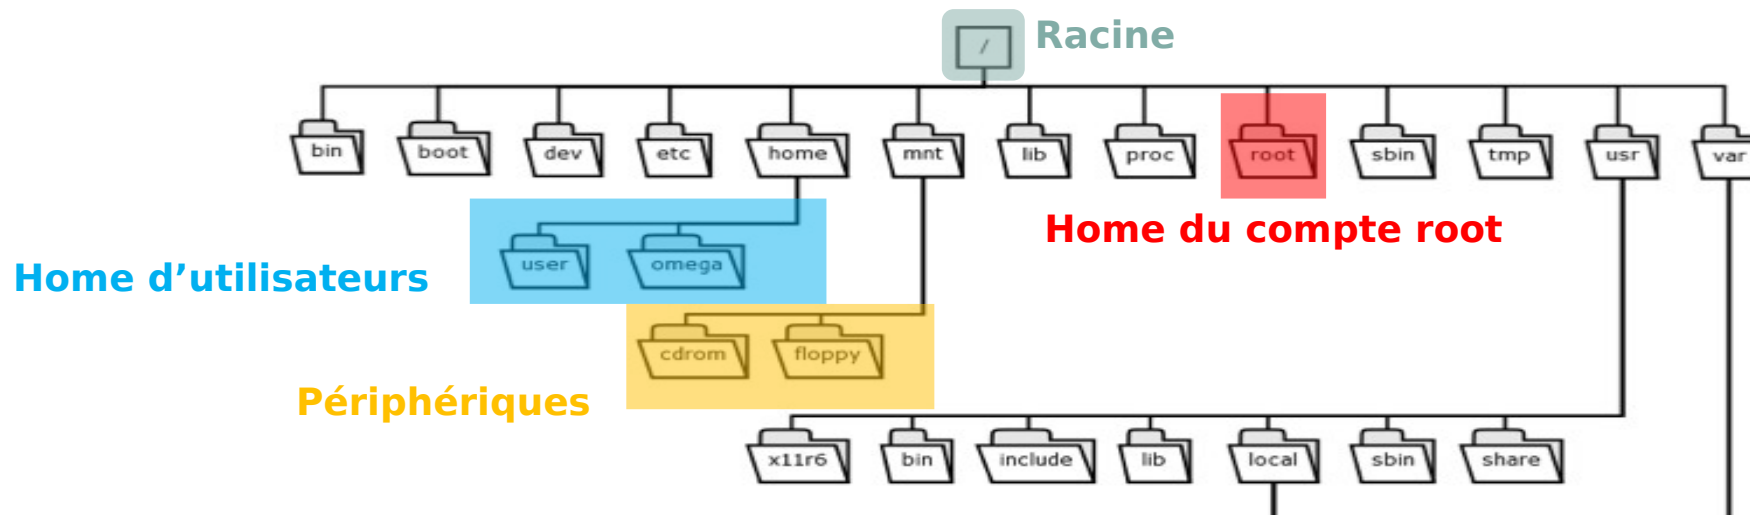 / Racine
bin boot dev etc home mnt lib proc root sbin tmp usr var
Home du compte root
user omega
Home d’utilisateurs
cdrom floppy
Périphériques
x11r6 bin include lib local sbin share